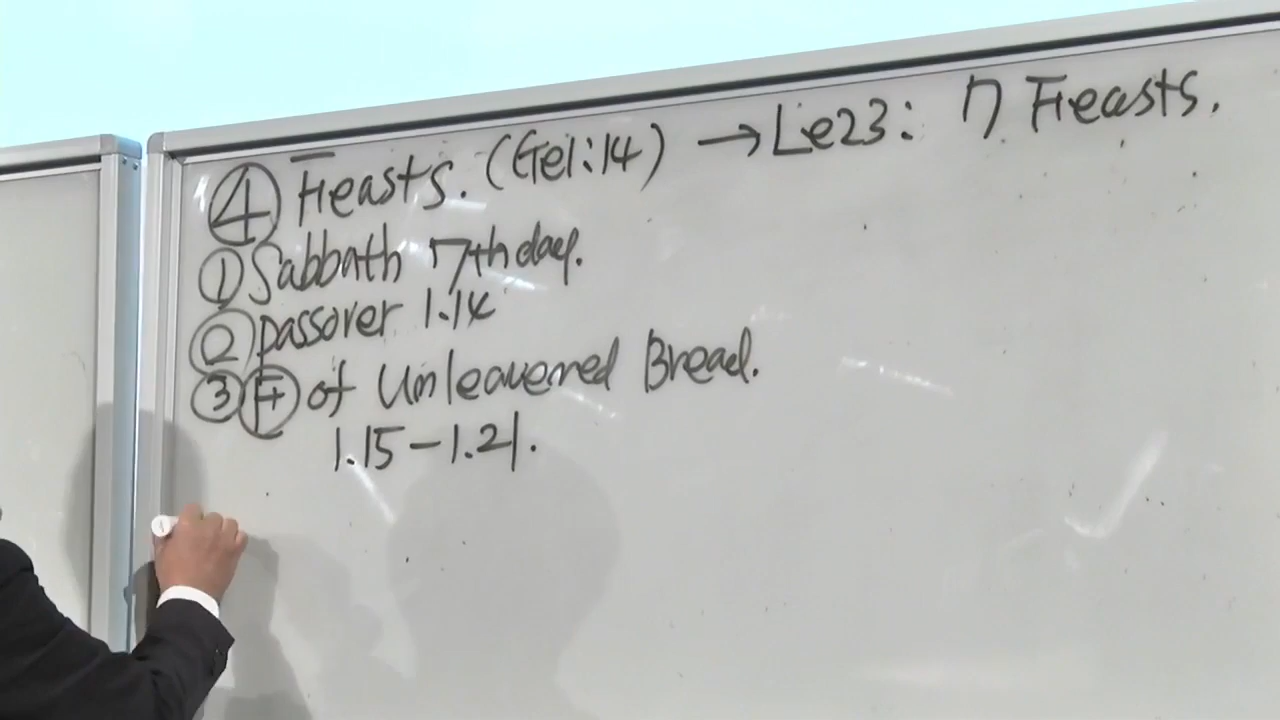 ④ Feasts. (Ge1:14) → Le23: 7 Feasts.
① Sabbath 7th day.
② passover 1.14
③ Ⓕ of Unleavened Bread.
1.15-1.21.